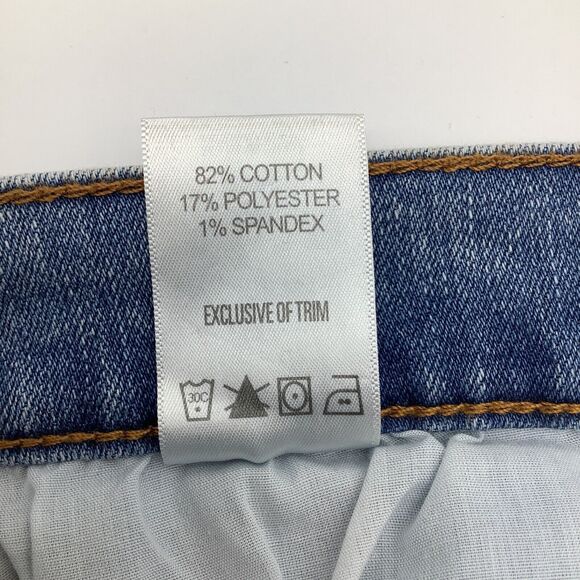 82% COTTON
17% POLYESTER
1% SPANDEX
EXCLUSIVE OF TRIM
30C